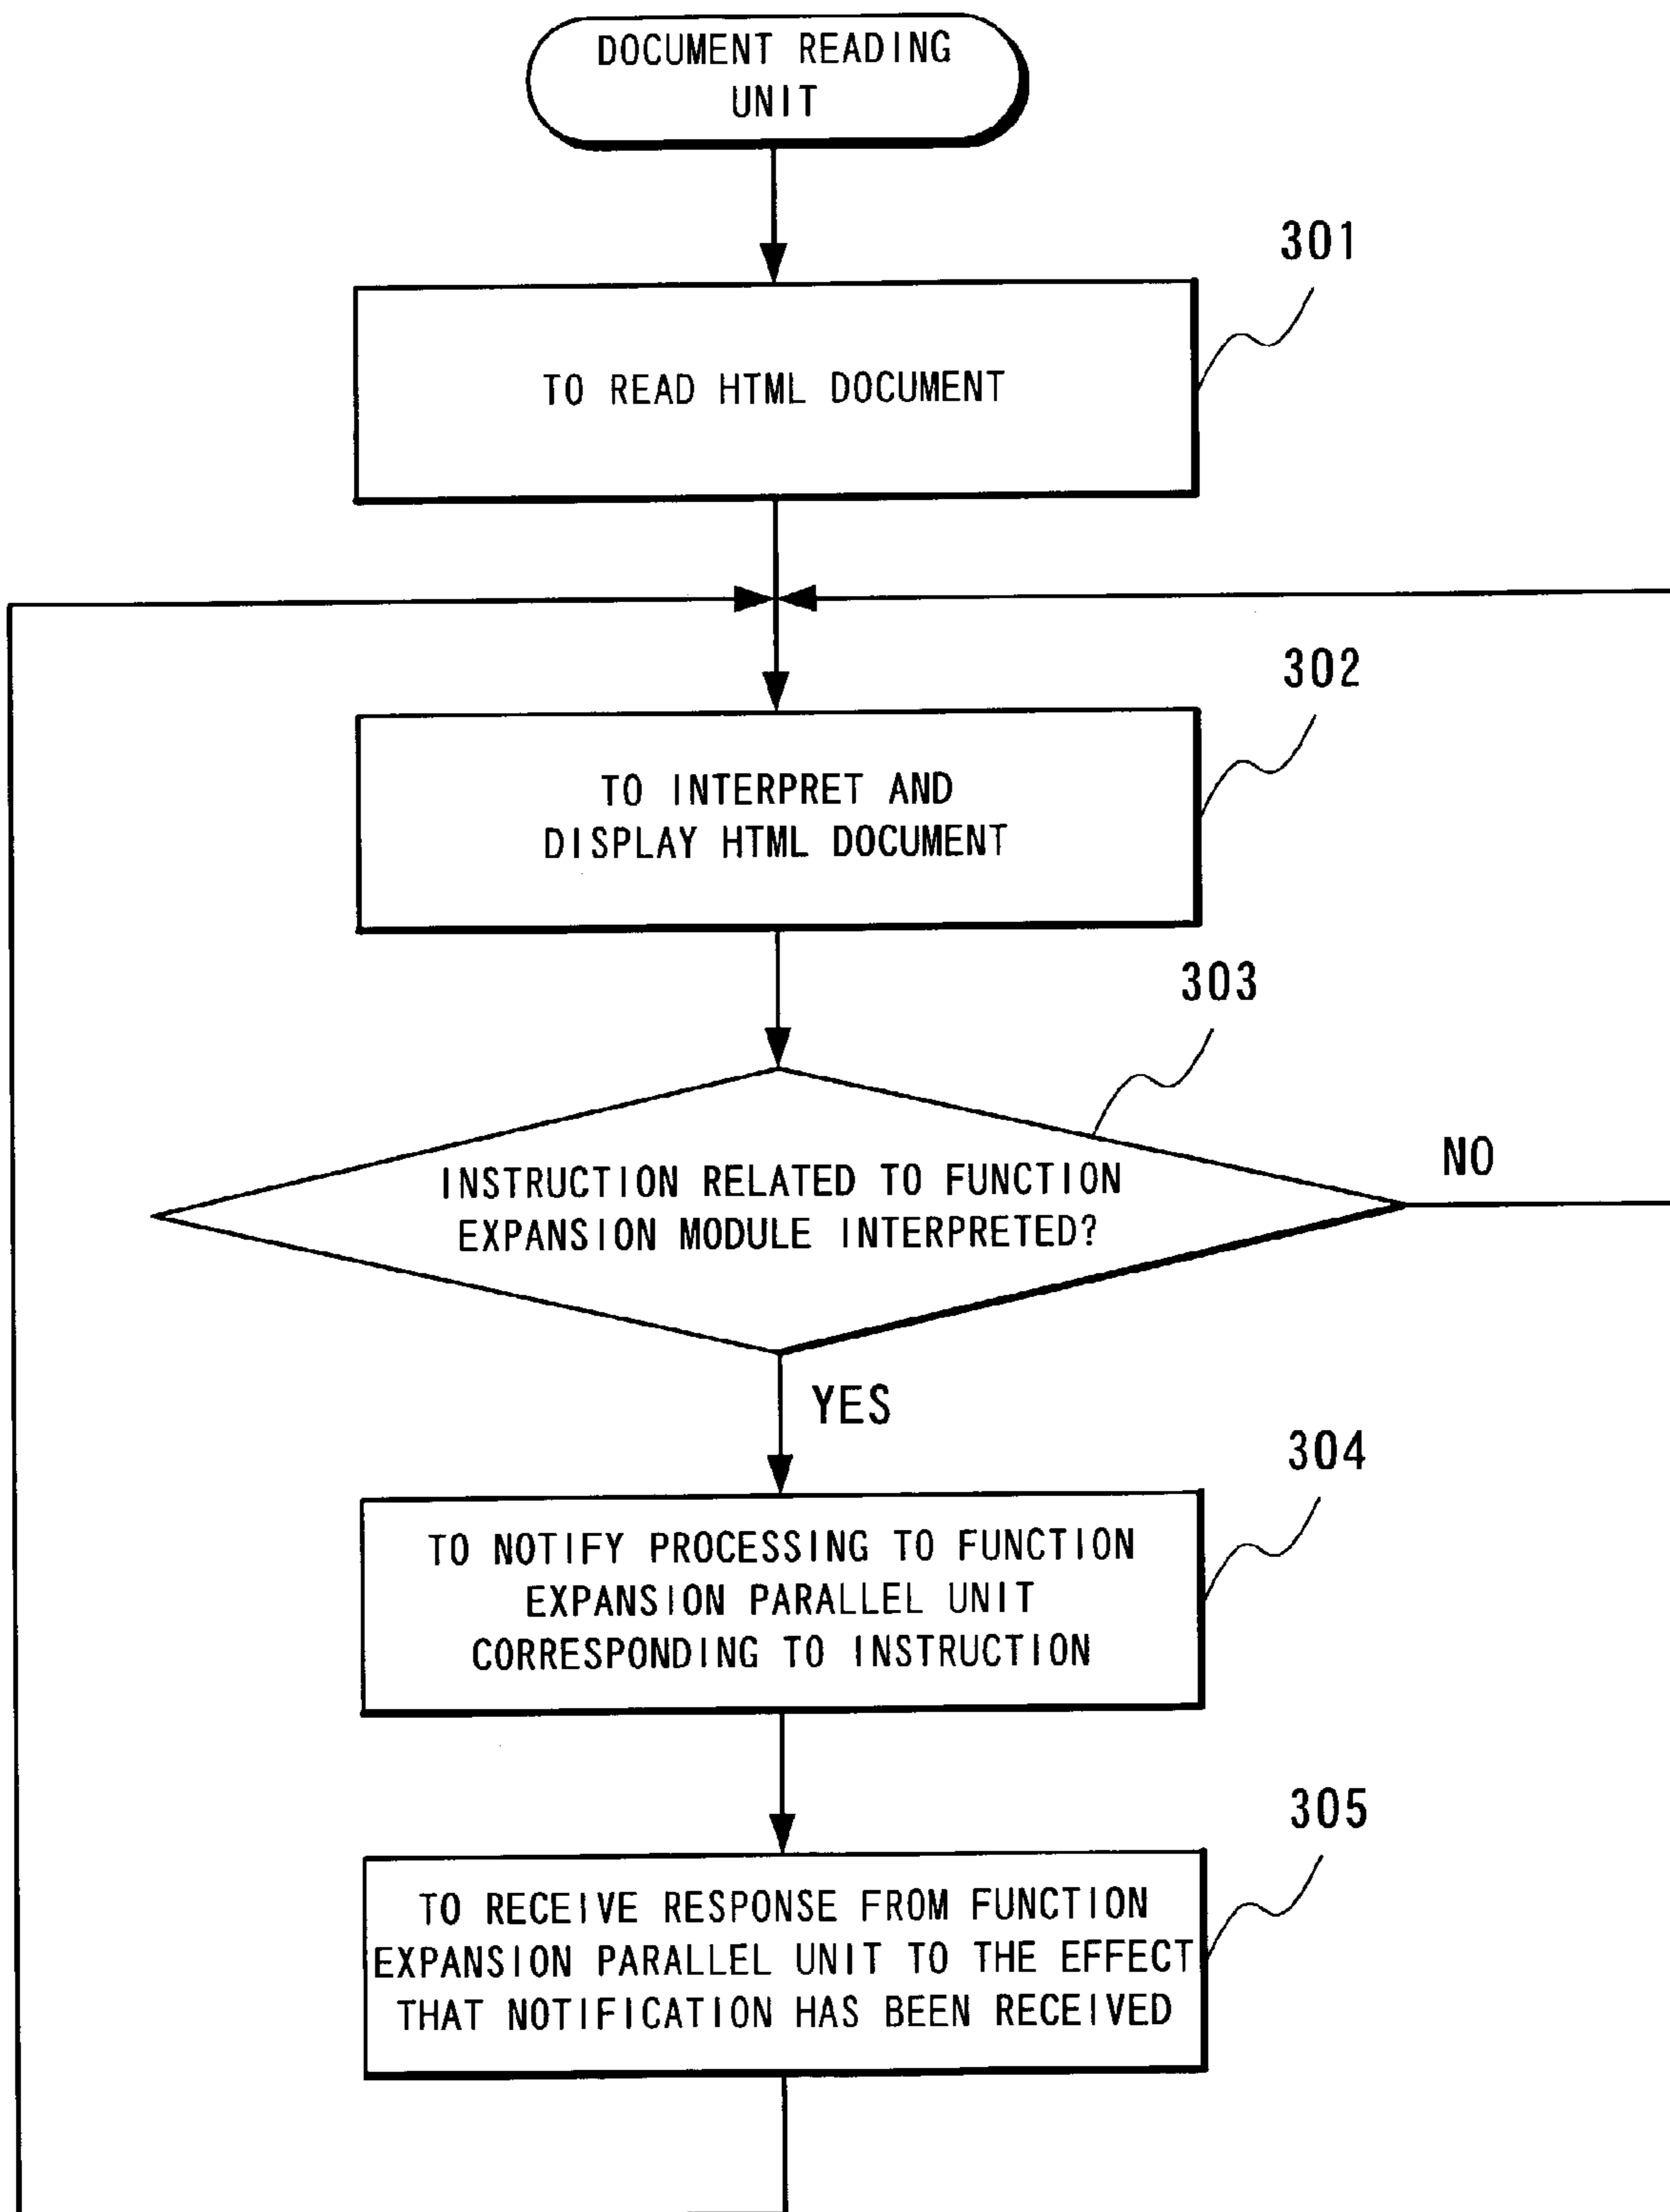 DOCUMENT READING
UNIT
301
TO READ HTML DOCUMENT
302
TO INTERPRET AND
DISPLAY HTML DOCUMENT
303
INSTRUCTION RELATED TO FUNCTION
EXPANSION MODULE INTERPRETED?
NO
YES
304
TO NOTIFY PROCESSING TO FUNCTION
EXPANSION PARALLEL UNIT
CORRESPONDING TO INSTRUCTION
305
TO RECEIVE RESPONSE FROM FUNCTION
EXPANSION PARALLEL UNIT TO THE EFFECT
THAT NOTIFICATION HAS BEEN RECEIVED